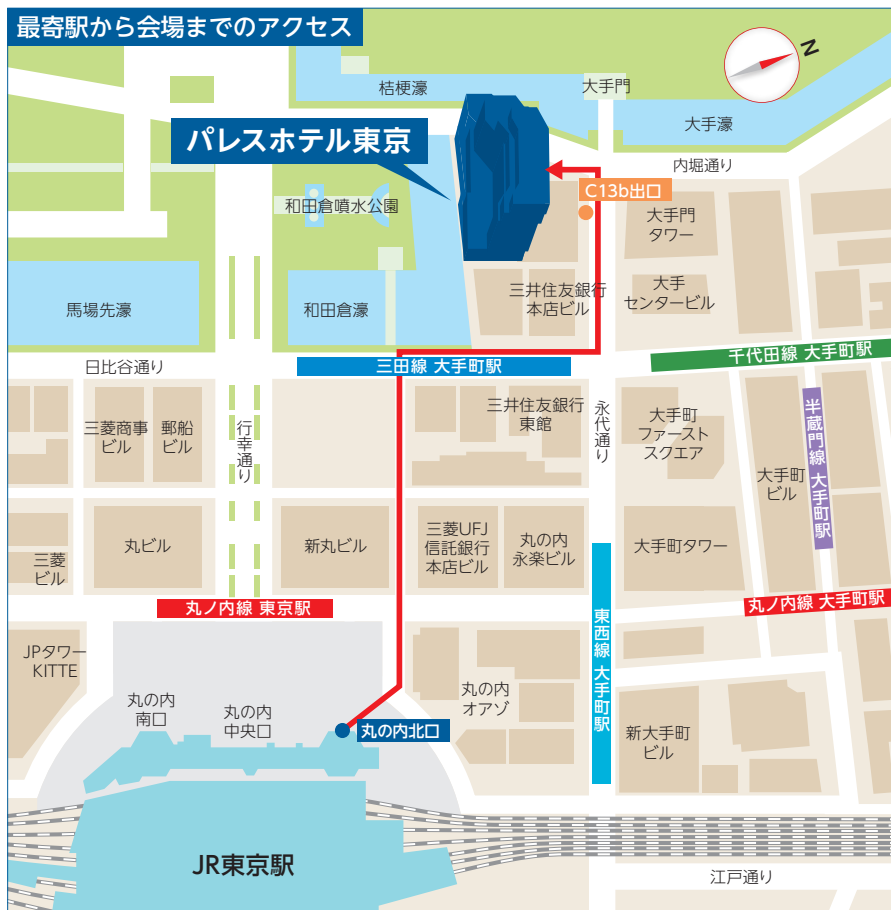 最寄駅から会場までのアクセス
N
桔梗濠
大手門
大手濠
パレスホテル東京
内堀通り
C13b出口
和田倉噴水公園
大手門
タワー
馬場先濠
和田倉濠
三井住友銀行
本店ビル
大手
センタービル
日比谷通り
三田線 大手町駅
千代田線 大手町駅
三菱商事
ビル
郵船
ビル
行幸通り
三井住友銀行
東館
永代通り
大手町
ファースト
スクエア
大手町
ビル
半蔵門線 大手町駅
三菱
ビル
丸ビル
新丸ビル
三菱UFJ
信託銀行
本店ビル
丸の内
永楽ビル
大手町タワー
丸ノ内線 東京駅
東西線 大手町駅
丸ノ内線 大手町駅
JPタワー
KITTE
丸の内
南口
丸の内
中央口
丸の内北口
丸の内
オアゾ
新大手町
ビル
JR東京駅
江戸通り